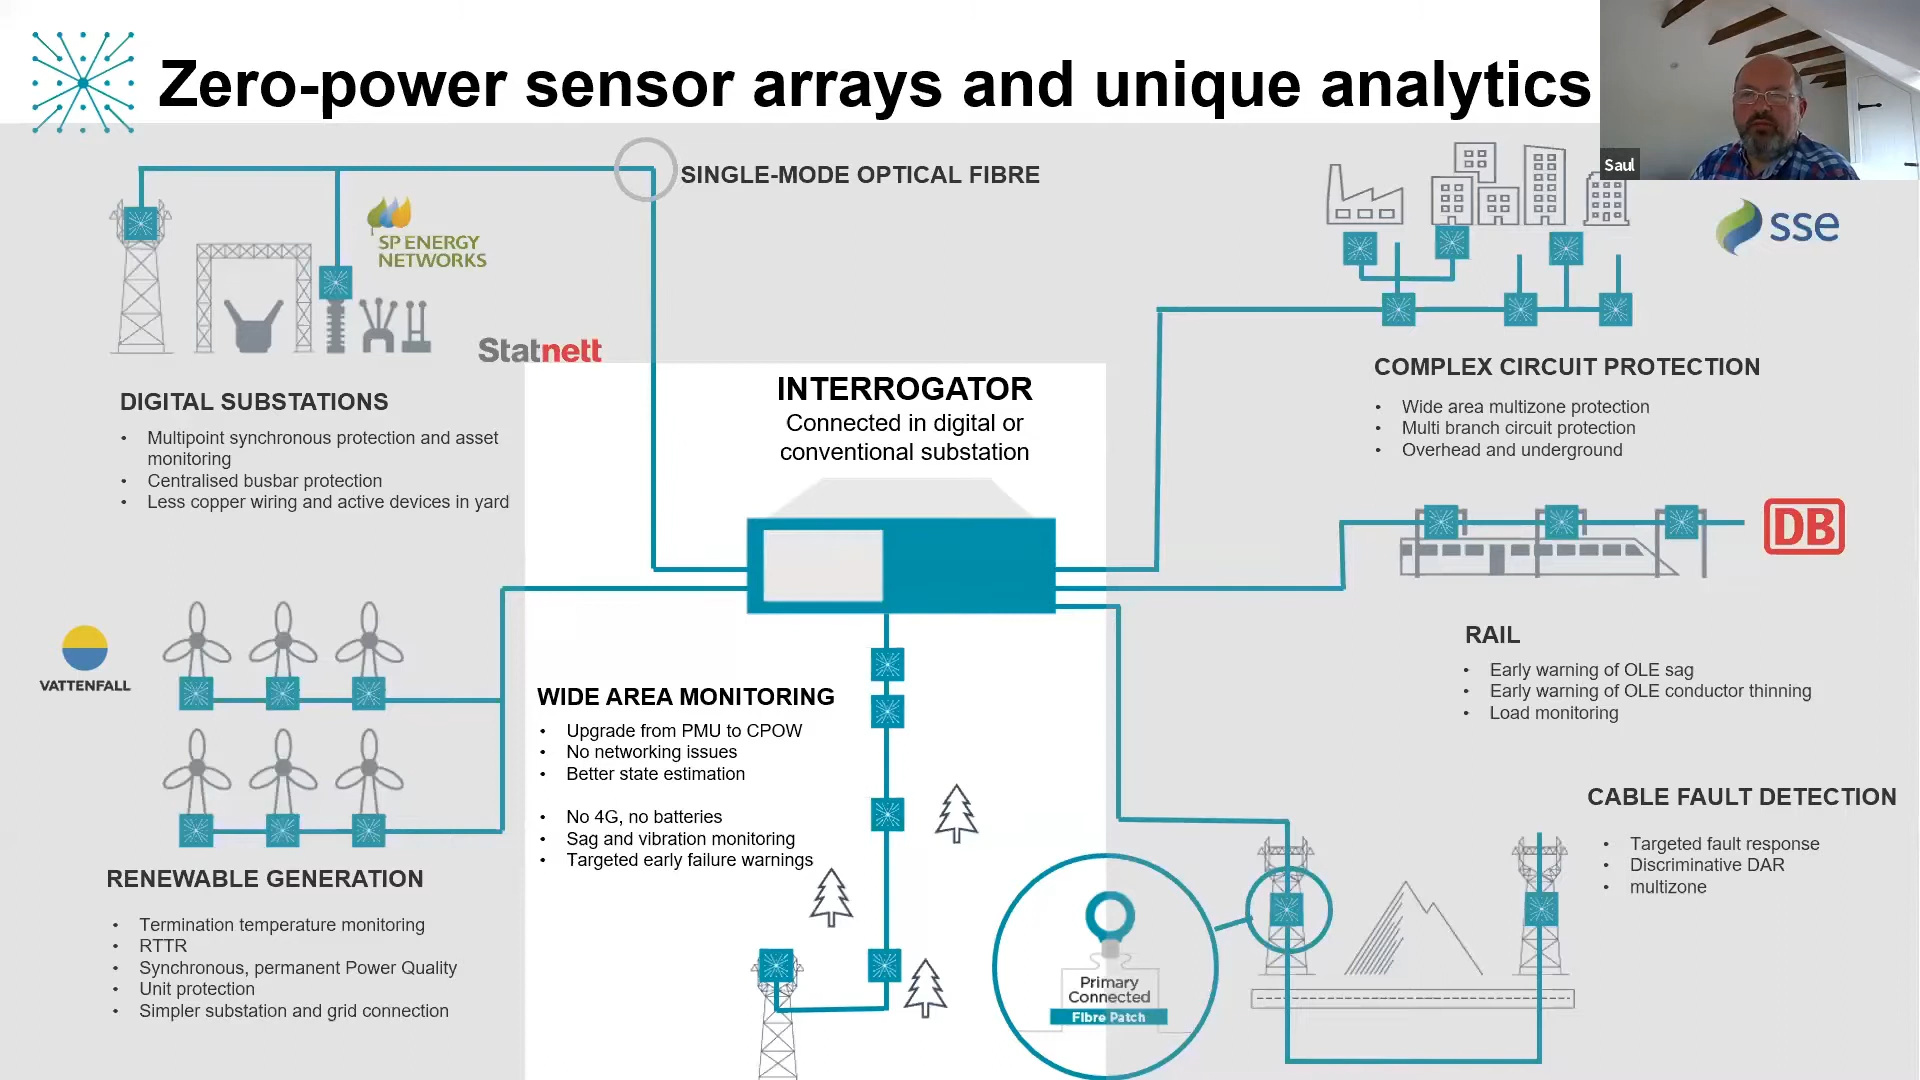 Zero-power sensor arrays and unique analytics
Saul
SINGLE-MODE OPTICAL FIBRE
SP ENERGY
NETWORKS
Statnett
sse
DIGITAL SUBSTATIONS
• Multipoint synchronous protection and asset
monitoring
• Centralised busbar protection
• Less copper wiring and active devices in yard
INTERROGATOR
Connected in digital or
conventional substation
COMPLEX CIRCUIT PROTECTION
• Wide area multizone protection
• Multi branch circuit protection
• Overhead and underground
DB
RAIL
• Early warning of OLE sag
• Early warning of OLE conductor thinning
• Load monitoring
VATTENFALL
WIDE AREA MONITORING
• Upgrade from PMU to CPOW
• No networking issues
• Better state estimation
• No 4G, no batteries
• Sag and vibration monitoring
• Targeted early failure warnings
CABLE FAULT DETECTION
• Targeted fault response
• Discriminative DAR
• multizone
RENEWABLE GENERATION
• Termination temperature monitoring
• RTTR
• Synchronous, permanent Power Quality
• Unit protection
• Simpler substation and grid connection
Primary
Connected
Fibre Patch